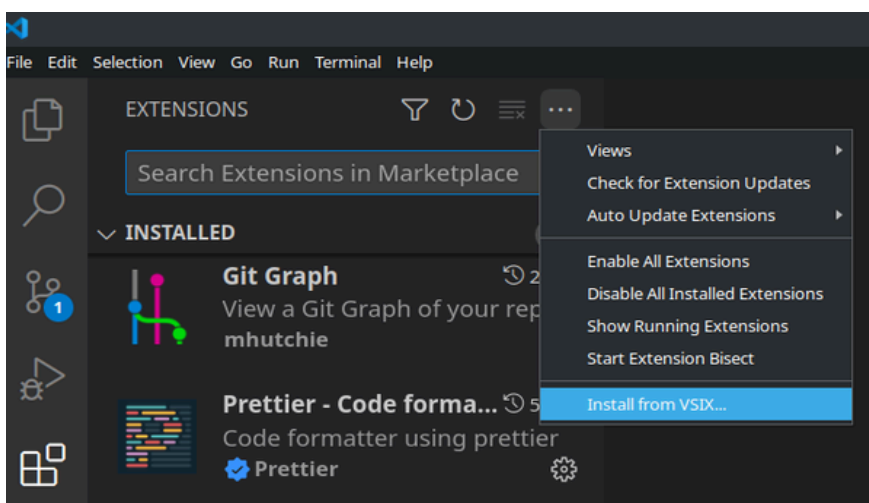 File Edit Selection View Go Run Terminal Help
EXTENSIONS
Search Extensions in Marketplace
INSTALLED
Git Graph 2
View a Git Graph of your rep
mhutchie
Prettier - Code forma... 5
Code formatter using prettier
Prettier
1
Views
Check for Extension Updates
Auto Update Extensions
Enable All Extensions
Disable All Installed Extensions
Show Running Extensions
Start Extension Bisect
Install from VSIX...